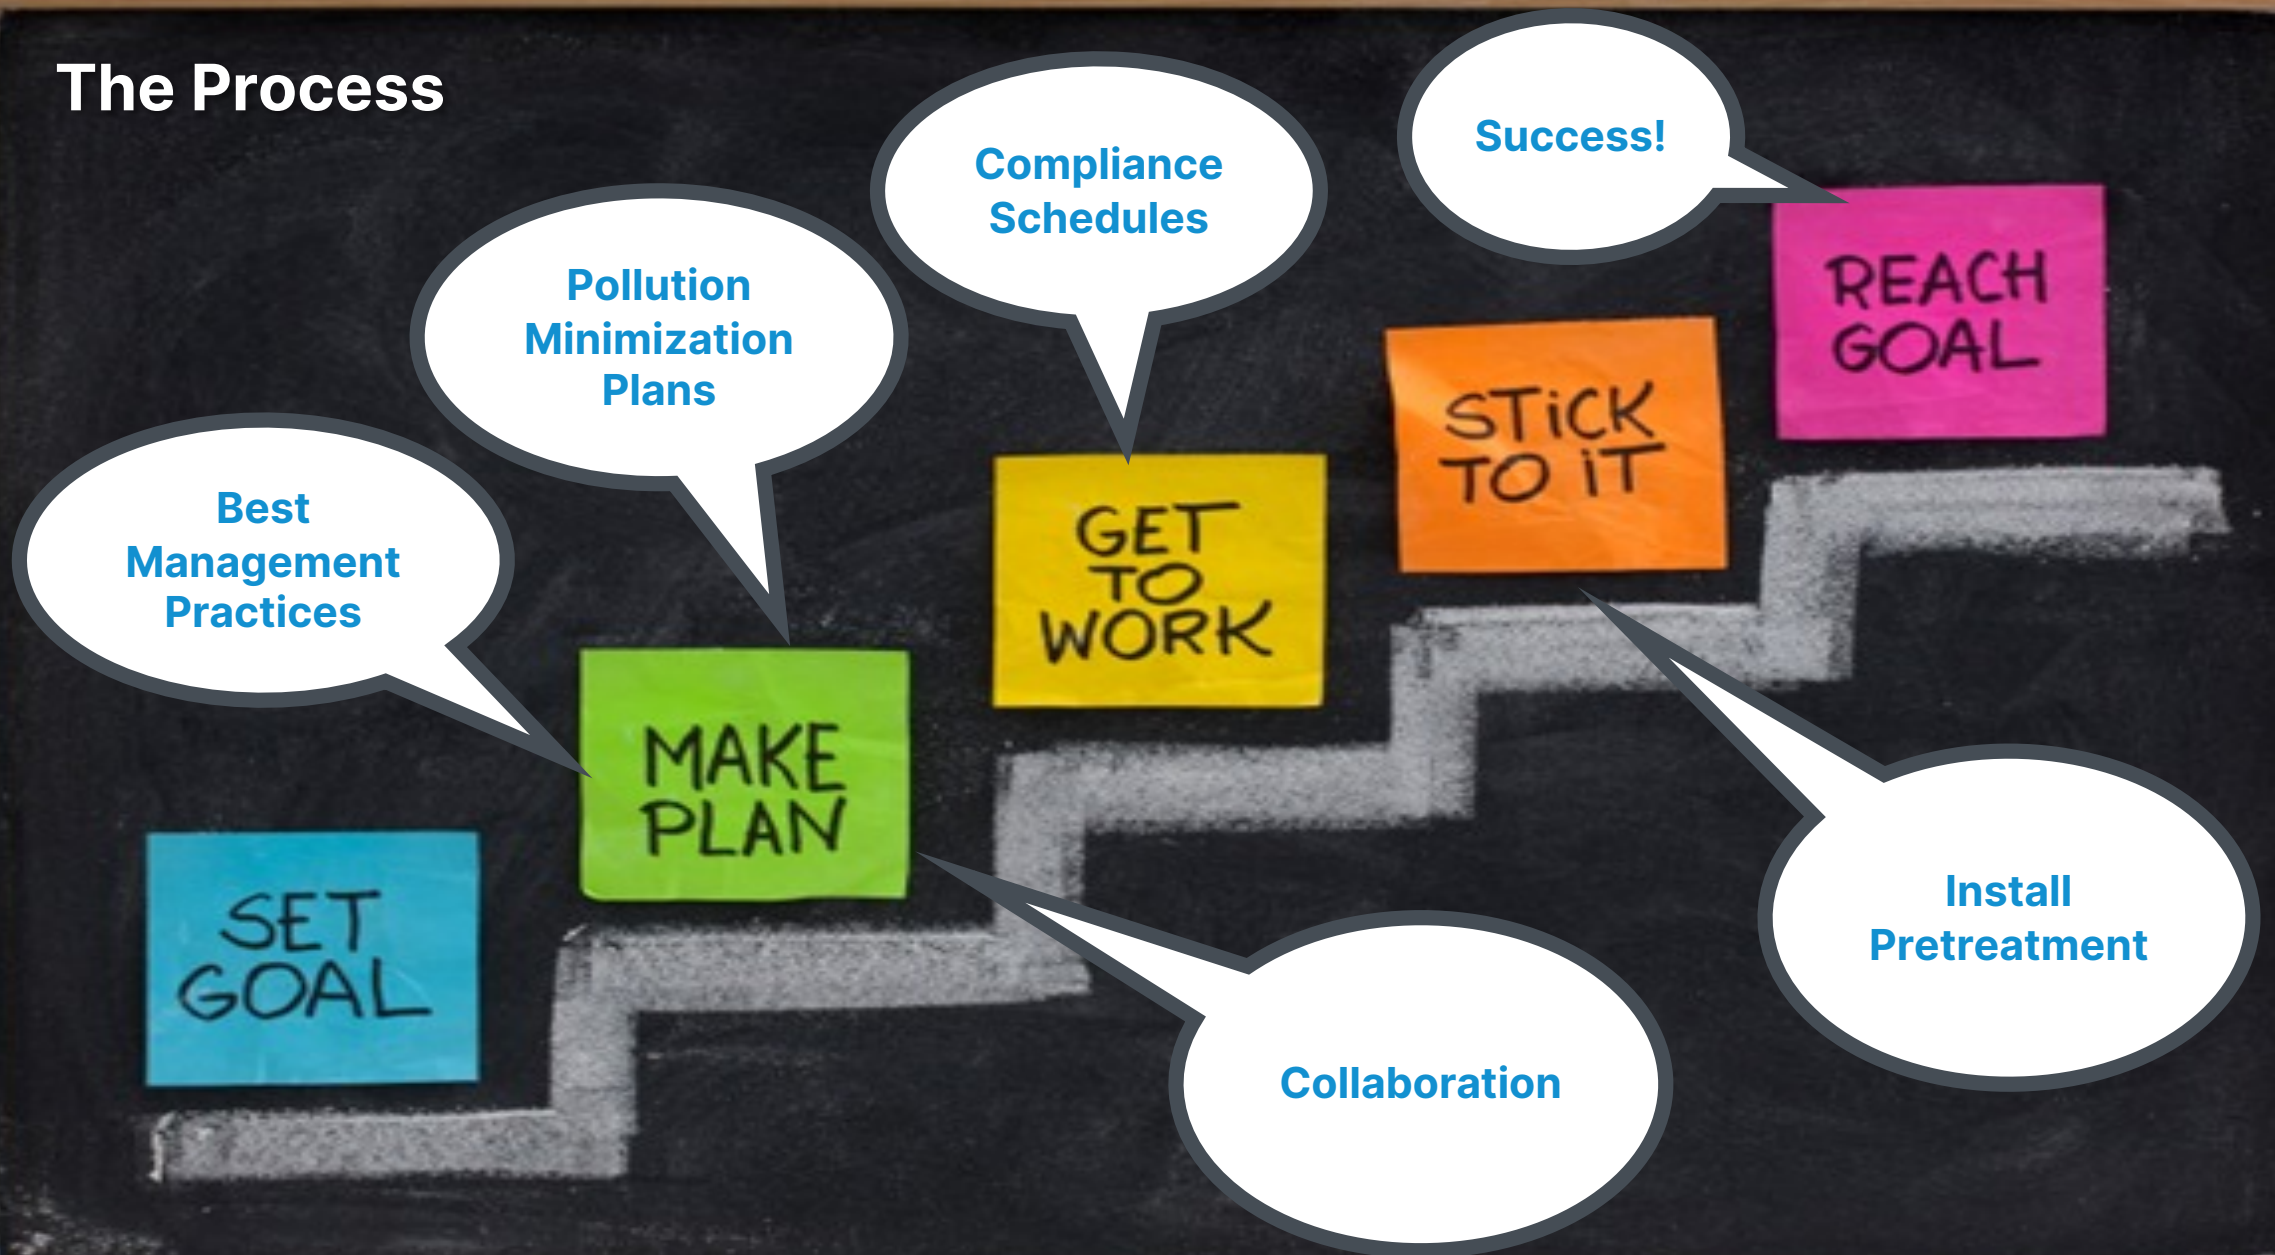 The Process
Success!
Compliance
Schedules
Pollution
Minimization
Plans
Best
Management
Practices
REACH
GOAL
STiCK
TO iT
GET
TO
WORK
MAKE
PLAN
SET
GOAL
Install
Pretreatment
Collaboration